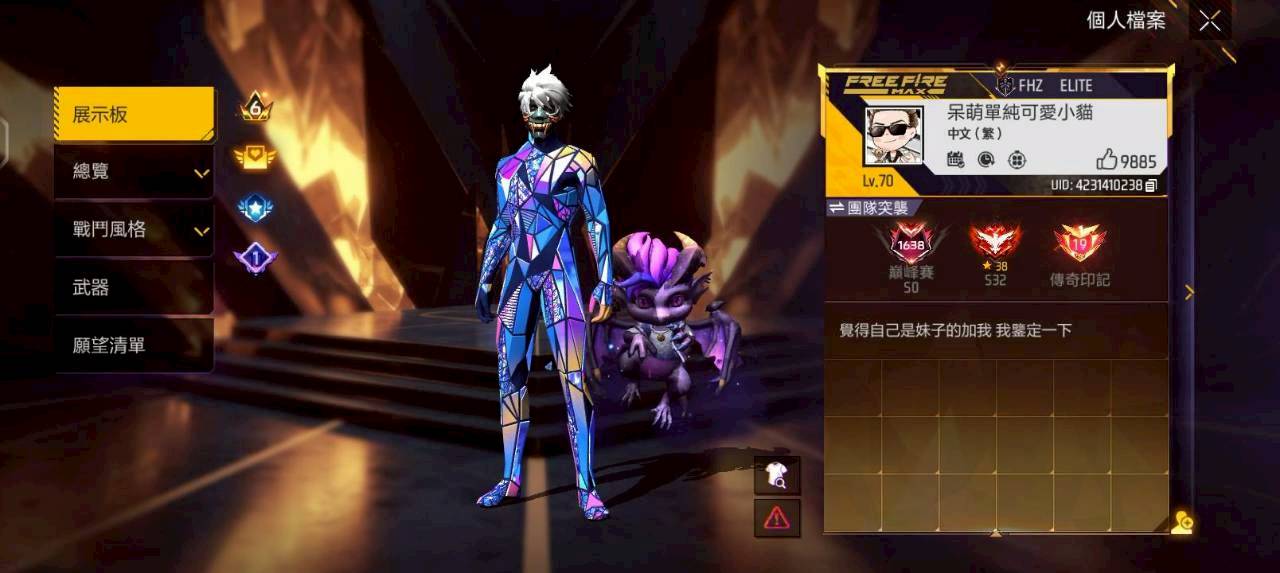 個人檔案
展示板
總覽
戰鬥風格
武器
願望清單
6
1
FREE FIRE
MAX
FHZ ELITE
呆萌單純可愛小貓
中文(繁)
9885
Lv.70
UID: 4231410238
團隊突襲
1638
巔峰賽
S0
★38
S32
19
傳奇印記
覺得自己是妹子的加我 我鑒定一下